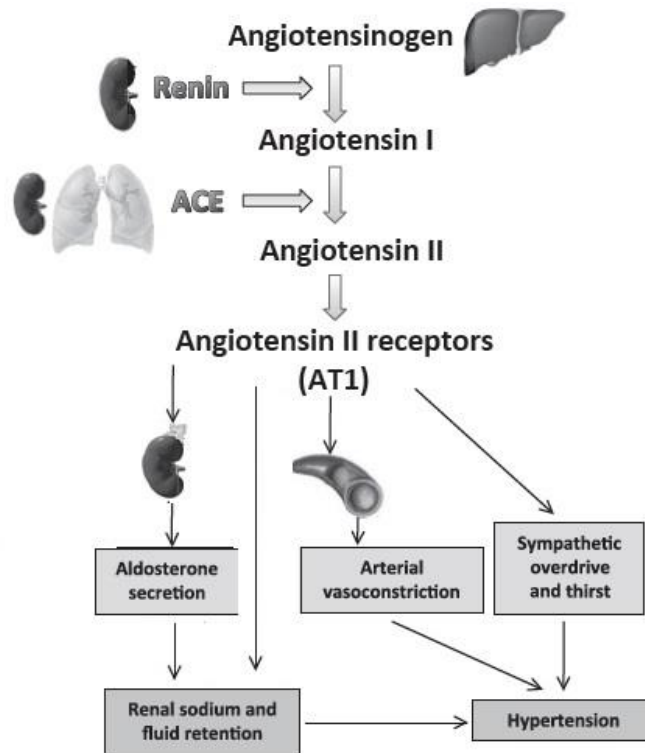 Angiotensinogen
Renin
Angiotensin I
ACE
Angiotensin II
Angiotensin II receptors
(AT1)
Aldosterone
secretion
Arterial
vasoconstriction
Sympathetic
overdrive
and thirst
Renal sodium and
fluid retention
Hypertension